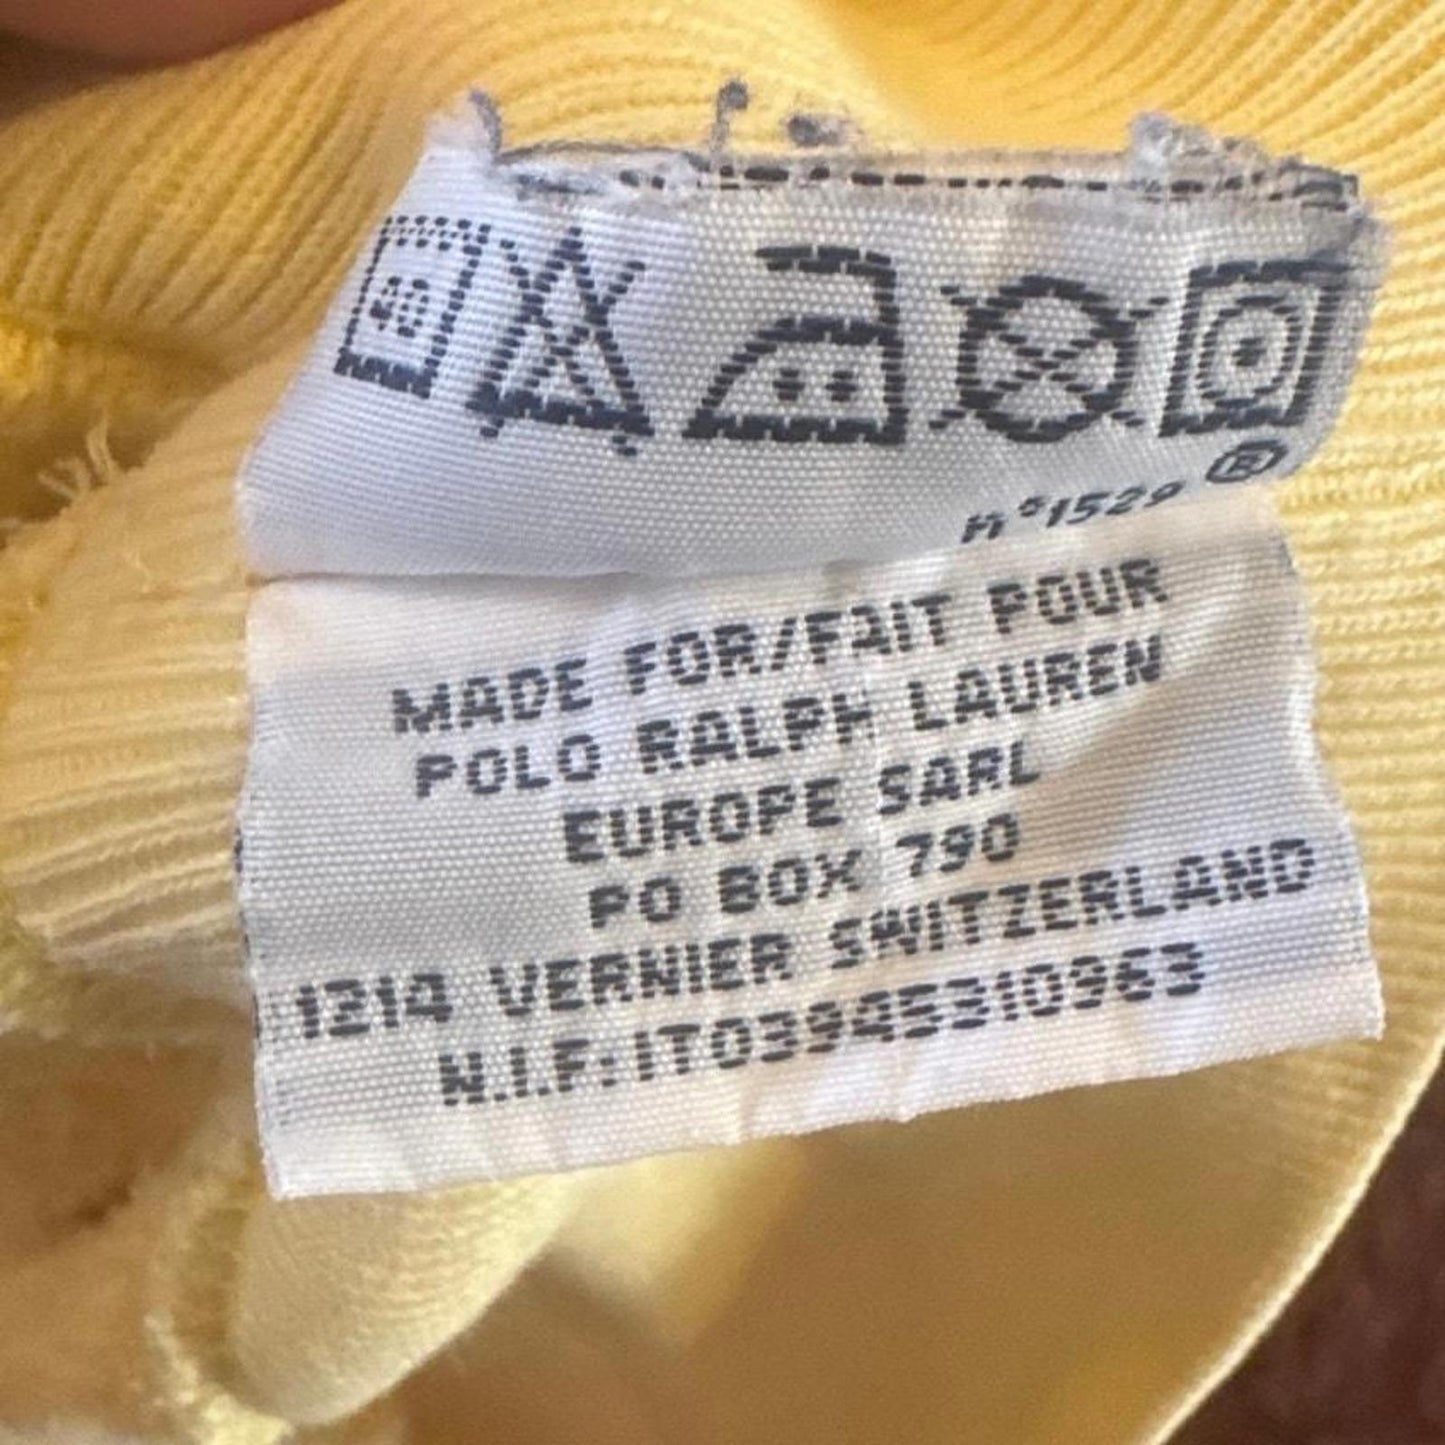 40
n°1529 ®
MADE FOR/FAIT POUR
POLO RALPH LAUREN
EUROPE SARL
PO BOX 790
1214 VERNIER SWITZERLAND
N.I.F:IT03945310963